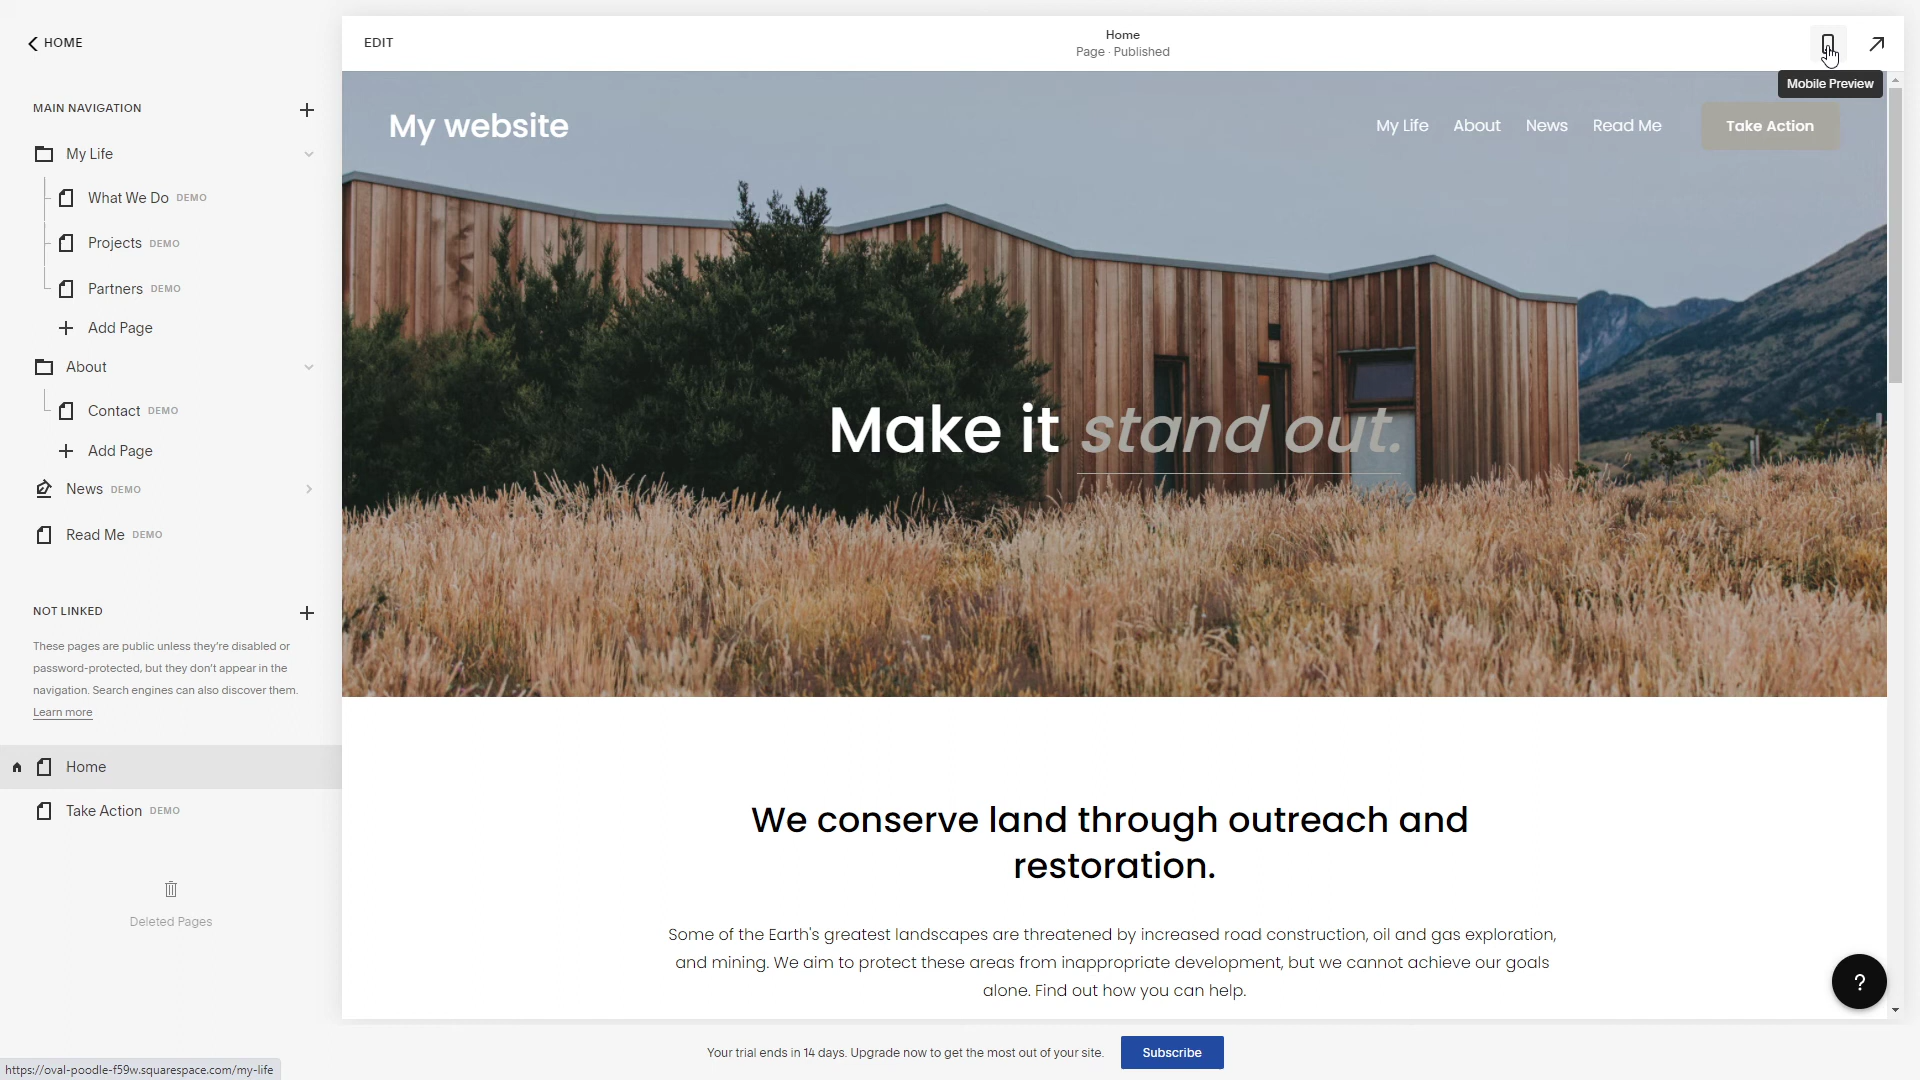 HOME
MAIN NAVIGATION
My Life
What We Do DEMO
Projects DEMO
Partners DEMO
Add Page
About
Contact DEMO
Add Page
News DEMO
Read Me DEMO
NOT LINKED
These pages are public unless they're disabled or
password-protected, but they don't appear in the
navigation. Search engines can also discover them.
Learn more
Home
Take Action DEMO
Deleted Pages
EDIT
Home
Page · Published
Mobile Preview
My website
My Life About News Read Me Take Action
Make it stand out.
We conserve land through outreach and
restoration.
Some of the Earth's greatest landscapes are threatened by increased road construction, oil and gas exploration,
and mining. We aim to protect these areas from inappropriate development, but we cannot achieve our goals
alone. Find out how you can help.
?
Your trial ends in 14 days. Upgrade now to get the most out of your site. Subscribe
https://oval-poodle-f59w.squarespace.com/my-life